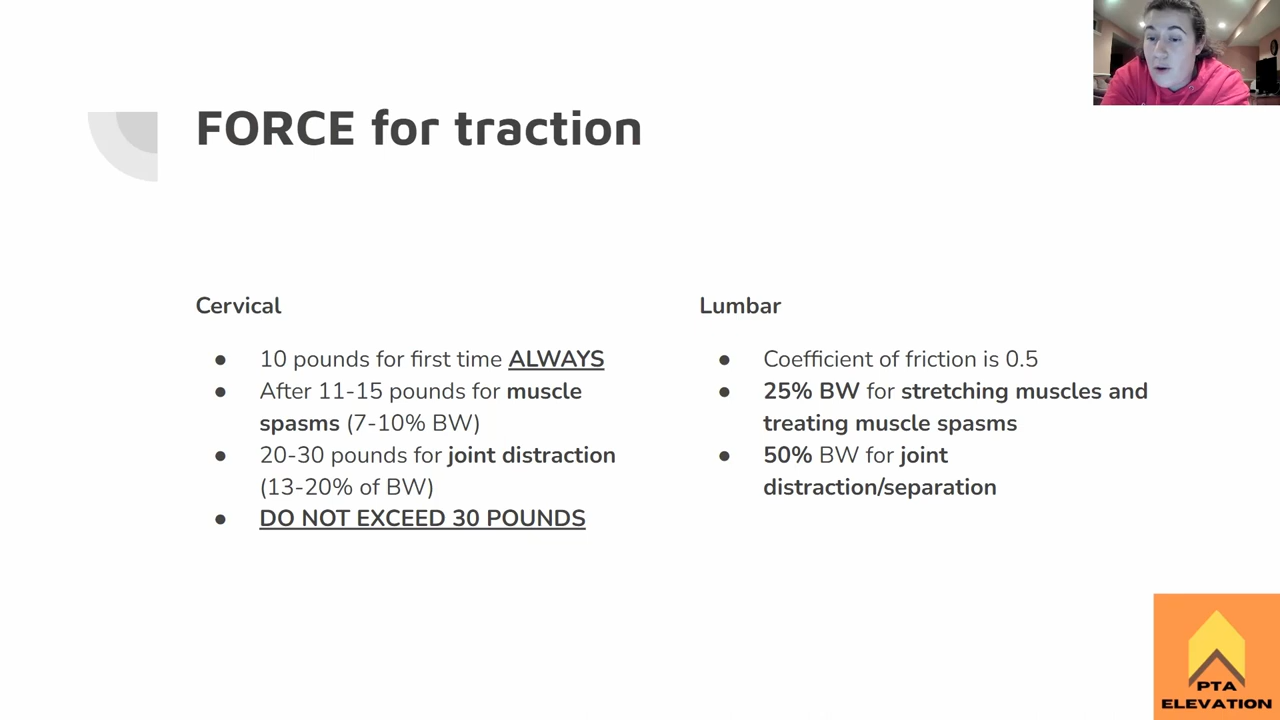 FORCE for traction
Cervical
● 10 pounds for first time ALWAYS
● After 11-15 pounds for muscle
spasms (7-10% BW)
● 20-30 pounds for joint distraction
(13-20% of BW)
● DO NOT EXCEED 30 POUNDS
Lumbar
● Coefficient of friction is 0.5
● 25% BW for stretching muscles and
treating muscle spasms
● 50% BW for joint
distraction/separation
PTA
ELEVATION